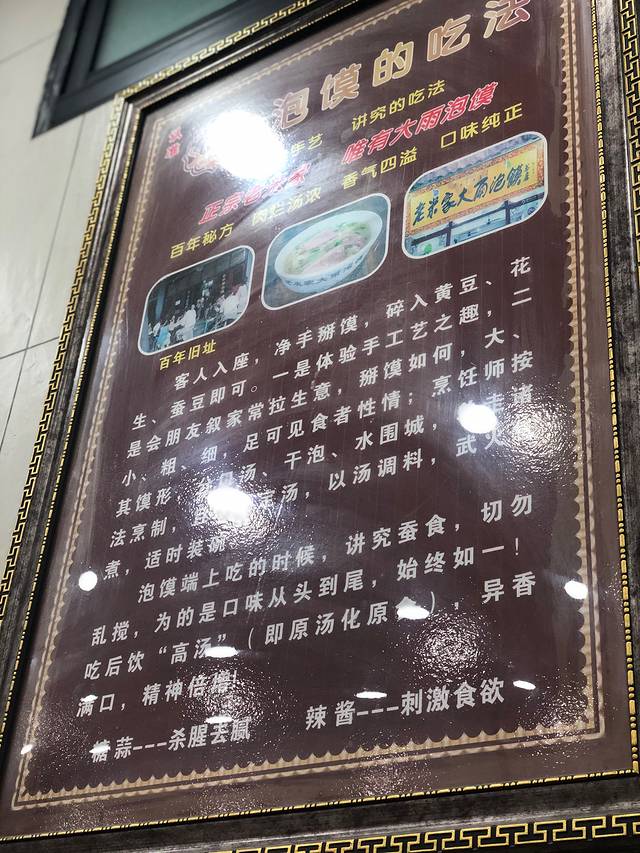 泡馍的吃法
认准
艺 讲究的吃法
正宗 唯有大雨泡馍
百年秘方 肉烂汤浓 香气四溢 口味纯正
老米家大雨泡馍
百年旧址
客人入座，净手掰馍，碎入黄豆、花
生、蚕豆即可。一是体验手工艺之趣，二
是会朋友叙家常拉生意，掰馍如何，大、
小、粗、细，足可见食者性情；烹饪师按
其馍形 汤、干泡、水围城， 走诸
法烹制， 汤，以汤调料，武火
煮，适时装碗
泡馍端上吃的时候，讲究蚕食，切勿
乱搅，为的是口味从头到尾，始终如一！
吃后饮“高汤”（即原汤化原 ），异香
满口，精神倍增！
糖蒜---杀腥去腻 辣酱---刺激食欲